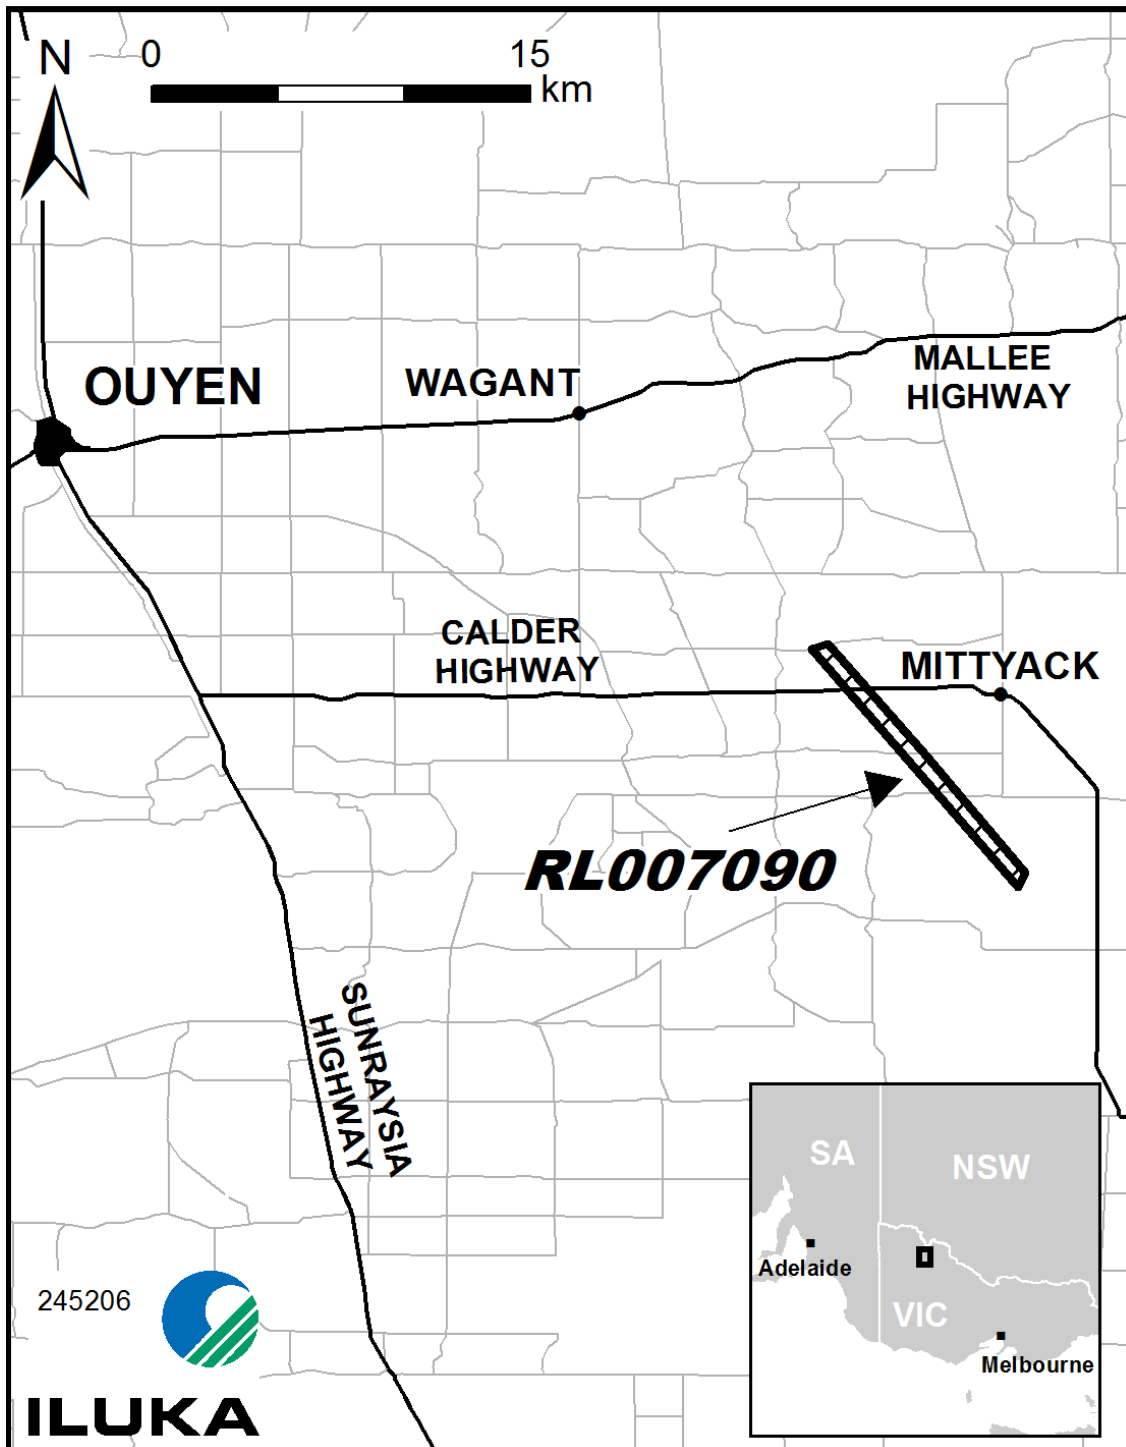 N
0
15
km
OUYEN
WAGANT
MALLEE
HIGHWAY
CALDER
HIGHWAY
MITTYACK
RL007090
SUNRAYSIA
HIGHWAY
SA
NSW
Adelaide
VIC
Melbourne
245206
ILUKA